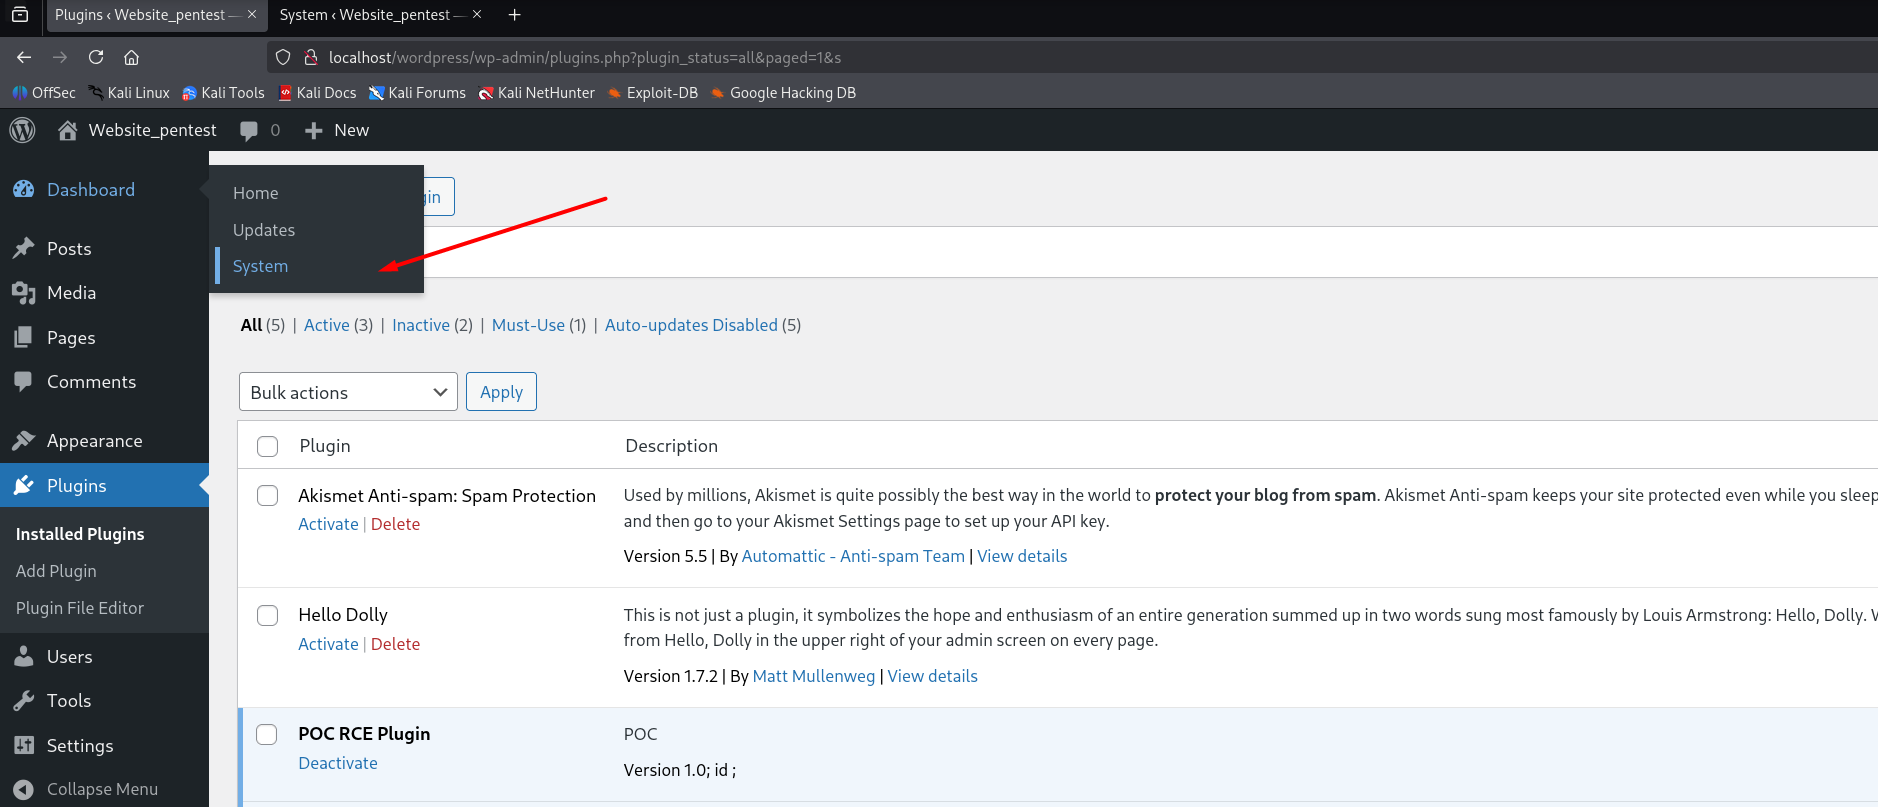 Plugins ‹ Website_pentest —
System ‹ Website_pentest —
localhost/wordpress/wp-admin/plugins.php?plugin_status=all&paged=1&s
OffSec
Kali Linux
Kali Tools
Kali Docs
Kali Forums
Kali NetHunter
Exploit-DB
Google Hacking DB
Website_pentest
0
New
Dashboard
Home
Updates
System
Posts
Media
Pages
Comments
Appearance
Plugins
Installed Plugins
Add Plugin
Plugin File Editor
Users
Tools
Settings
Collapse Menu
All (5) | Active (3) | Inactive (2) | Must-Use (1) | Auto-updates Disabled (5)
Bulk actions
Apply
Plugin
Description
Akismet Anti-spam: Spam Protection
Activate | Delete
Used by millions, Akismet is quite possibly the best way in the world to protect your blog from spam. Akismet Anti-spam keeps your site protected even while you sleep
and then go to your Akismet Settings page to set up your API key.
Version 5.5 | By Automattic - Anti-spam Team | View details
Hello Dolly
Activate | Delete
This is not just a plugin, it symbolizes the hope and enthusiasm of an entire generation summed up in two words sung most famously by Louis Armstrong: Hello, Dolly.
from Hello, Dolly in the upper right of your admin screen on every page.
Version 1.7.2 | By Matt Mullenweg | View details
POC RCE Plugin
Deactivate
POC
Version 1.0; id ;